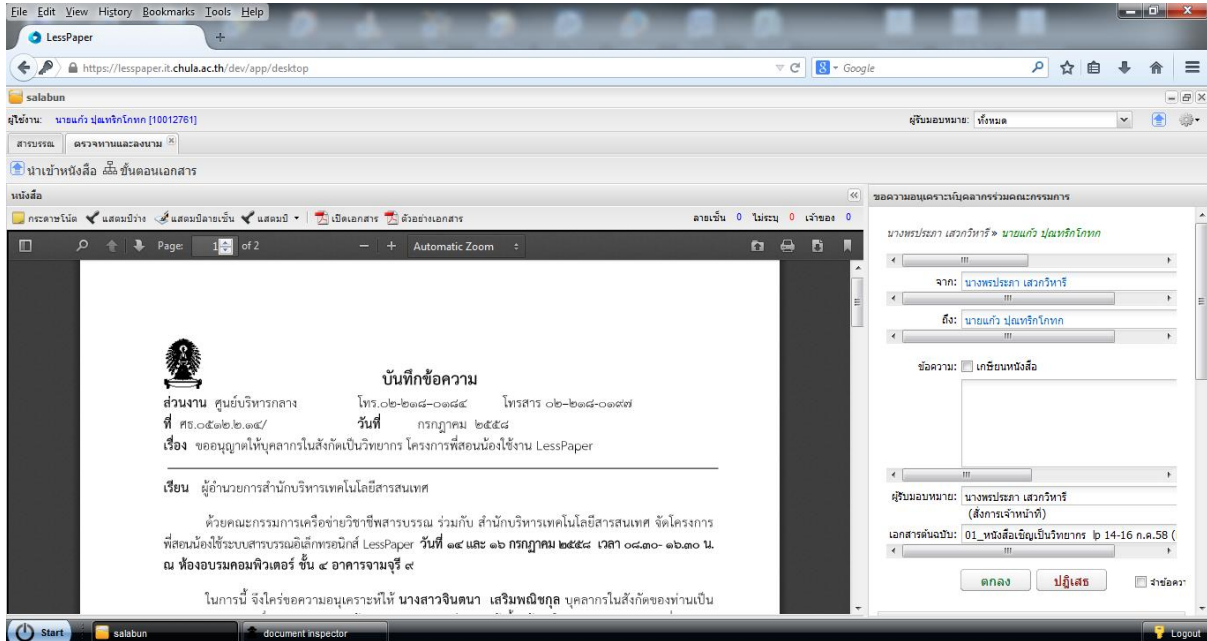 File Edit View History Bookmarks Tools Help
LessPaper
https://lesspaper.it.chula.ac.th/dev/app/desktop
Google
salabun
ผู้ใช้งาน: นายแก้ว ปุณฑริกโกทก [10012761]
ผู้รับมอบหมาย: ทั้งหมด
สารบรรณ ตรวจทานและลงนาม
นำเข้าหนังสือ ขั้นตอนเอกสาร
หนังสือ
กระดาษโน้ต แสตมป์ว่าง แสตมป์ลายเซ็น แสตมป์ เปิดเอกสาร ตัวอย่างเอกสาร
ลายเซ็น 0 ไม่ระบุ 0 เจ้าของ 0
Page: 1 of 2 Automatic Zoom
บันทึกข้อความ
ส่วนงาน ศูนย์บริหารกลาง โทร.๐๒-๒๑๘-๐๑๘๔ โทรสาร ๐๒-๒๑๘-๐๑๙๗
ที่ ศธ.๐๕๑๒.๒.๑๔/ วันที่ กรกฎาคม ๒๕๕๘
เรื่อง ขออนุญาตให้บุคลากรในสังกัดเป็นวิทยากร โครงการพี่สอนน้องใช้งาน LessPaper
เรียน ผู้อำนวยการสำนักบริหารเทคโนโลยีสารสนเทศ
ด้วยคณะกรรมการเครือข่ายวิชาชีพสารบรรณ ร่วมกับ สำนักบริหารเทคโนโลยีสารสนเทศ จัดโครงการ
พี่สอนน้องใช้ระบบสารบรรณอิเล็กทรอนิกส์ LessPaper วันที่ ๑๔ และ ๑๖ กรกฎาคม ๒๕๕๘ เวลา ๐๘.๓๐- ๑๖.๓๐ น.
ณ ห้องอบรมคอมพิวเตอร์ ชั้น ๔ อาคารจามจุรี ๙
ในการนี้ จึงใคร่ขอความอนุเคราะห์ให้ นางสาวจินตนา เสริมพณิชกุล บุคลากรในสังกัดของท่านเป็น
ขอความอนุเคราะห์บุคลากรร่วมคณะกรรมการ
นางพรประภา เสวกวิหารี » นายแก้ว ปุณฑริกโกทก
จาก: นางพรประภา เสวกวิหารี
ถึง: นายแก้ว ปุณฑริกโกทก
ข้อความ: เกษียนหนังสือ
ผู้รับมอบหมาย: นางพรประภา เสวกวิหารี
(สั่งการเจ้าหน้าที่)
เอกสารต้นฉบับ: 01_หนังสือเชิญเป็นวิทยากร lp 14-16 ก.ค.58 (
ตกลง ปฏิเสธ จำข้อคว
Start salabun document inspector Logout